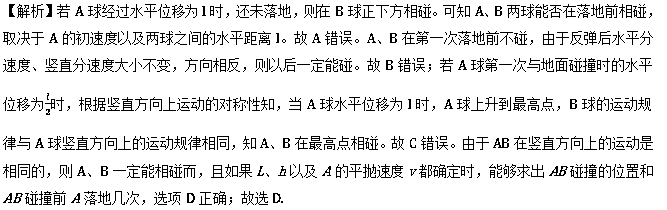 【解析】若 A 球经过水平位移为 l 时，还未落地，则在 B 球正下方相碰。可知 A、B 两球能否在落地前相碰，
取决于 A 的初速度以及两球之间的水平距离 l。故 A 错误。A、B 在第一次落地前不碰，由于反弹后水平分
速度、竖直分速度大小不变，方向相反，则以后一定能碰。故 B 错误；若 A 球第一次与地面碰撞时的水平
位移为l/2时，根据竖直方向上运动的对称性知，当 A 球水平位移为 l 时，A 球上升到最高点，B 球的运动规
律与 A 球竖直方向上的运动规律相同，知 A、B 在最高点相碰。故 C 错误。由于 AB 在竖直方向上的运动是
相同的，则 A、B 一定能相碰而，且如果 L、h 以及 A 的平抛速度 v 都确定时，能够求出 AB 碰撞的位置和
AB 碰撞前 A 落地几次，选项 D 正确；故选 D.